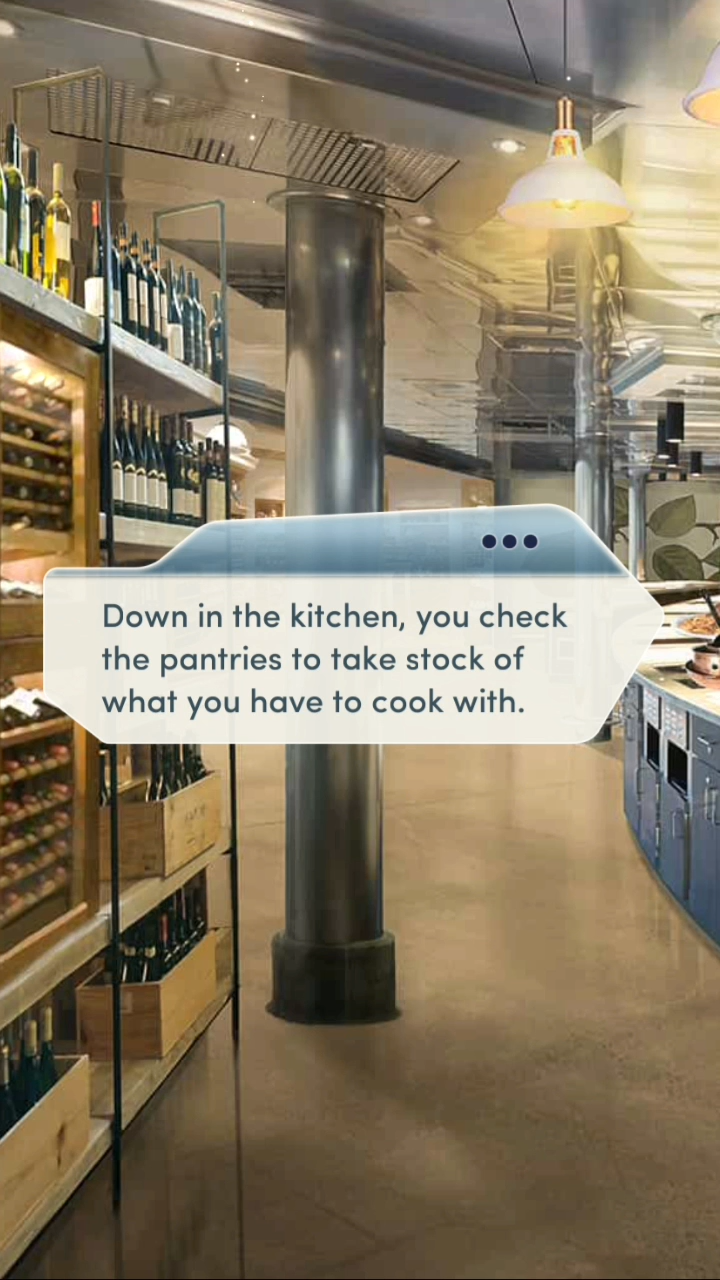 Down in the kitchen, you check
the pantries to take stock of
what you have to cook with.